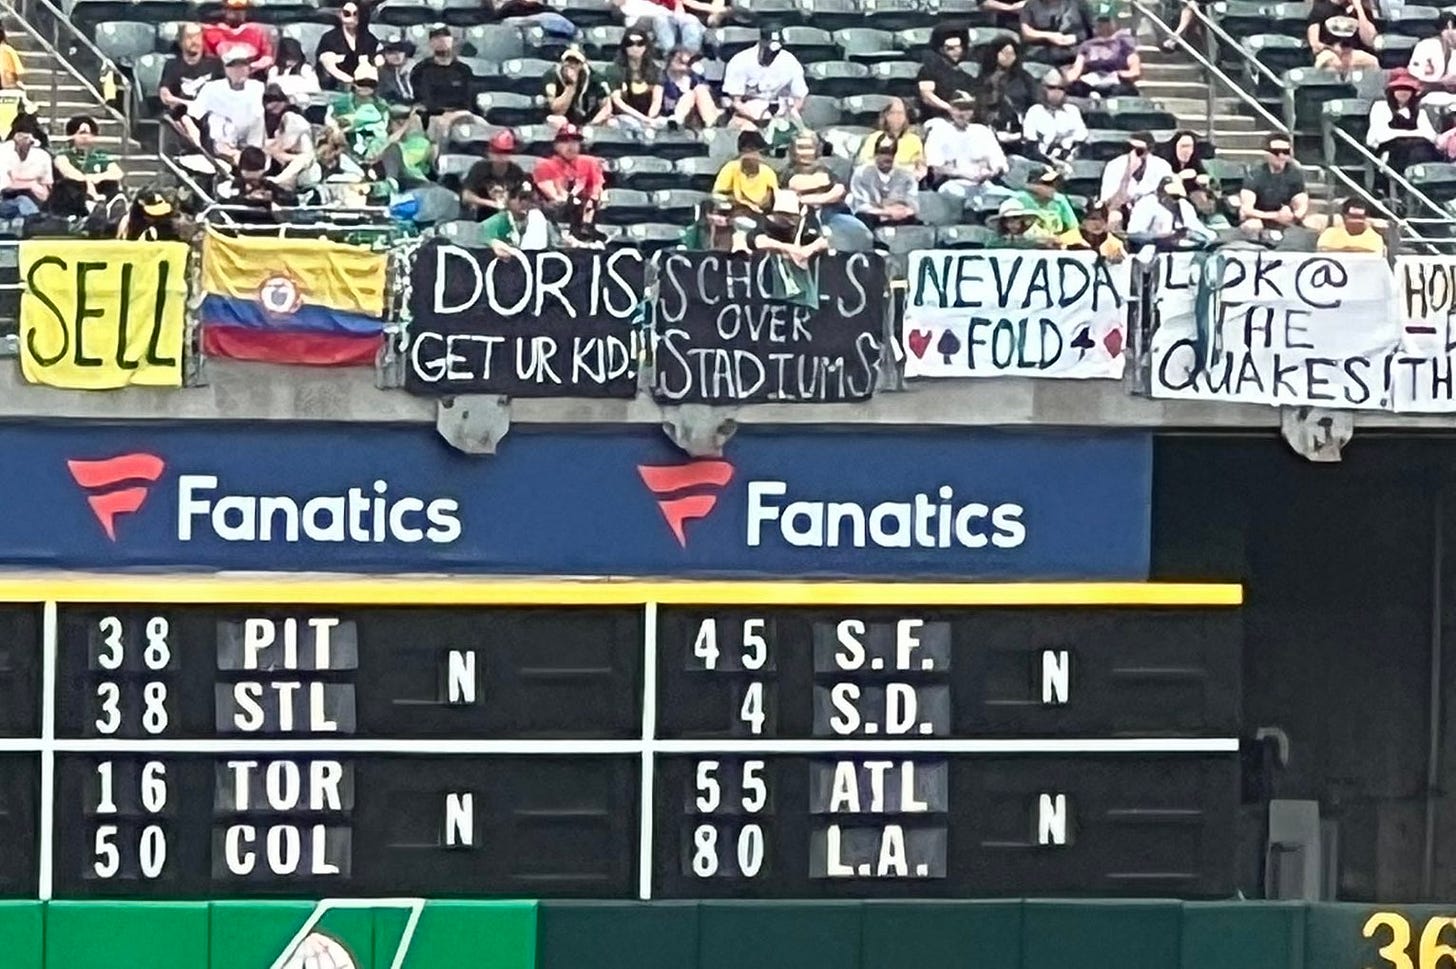 SELL
DORIS
GET UR KID!!
SCHOOLS
OVER
STADIUMS
NEVADA
FOLD
LOOK @
THE
QUAKES!
Fanatics
Fanatics
38 PIT N
38 STL
45 S.F. N
4 S.D.
16 TOR N
50 COL
55 ATL N
80 L.A.
36